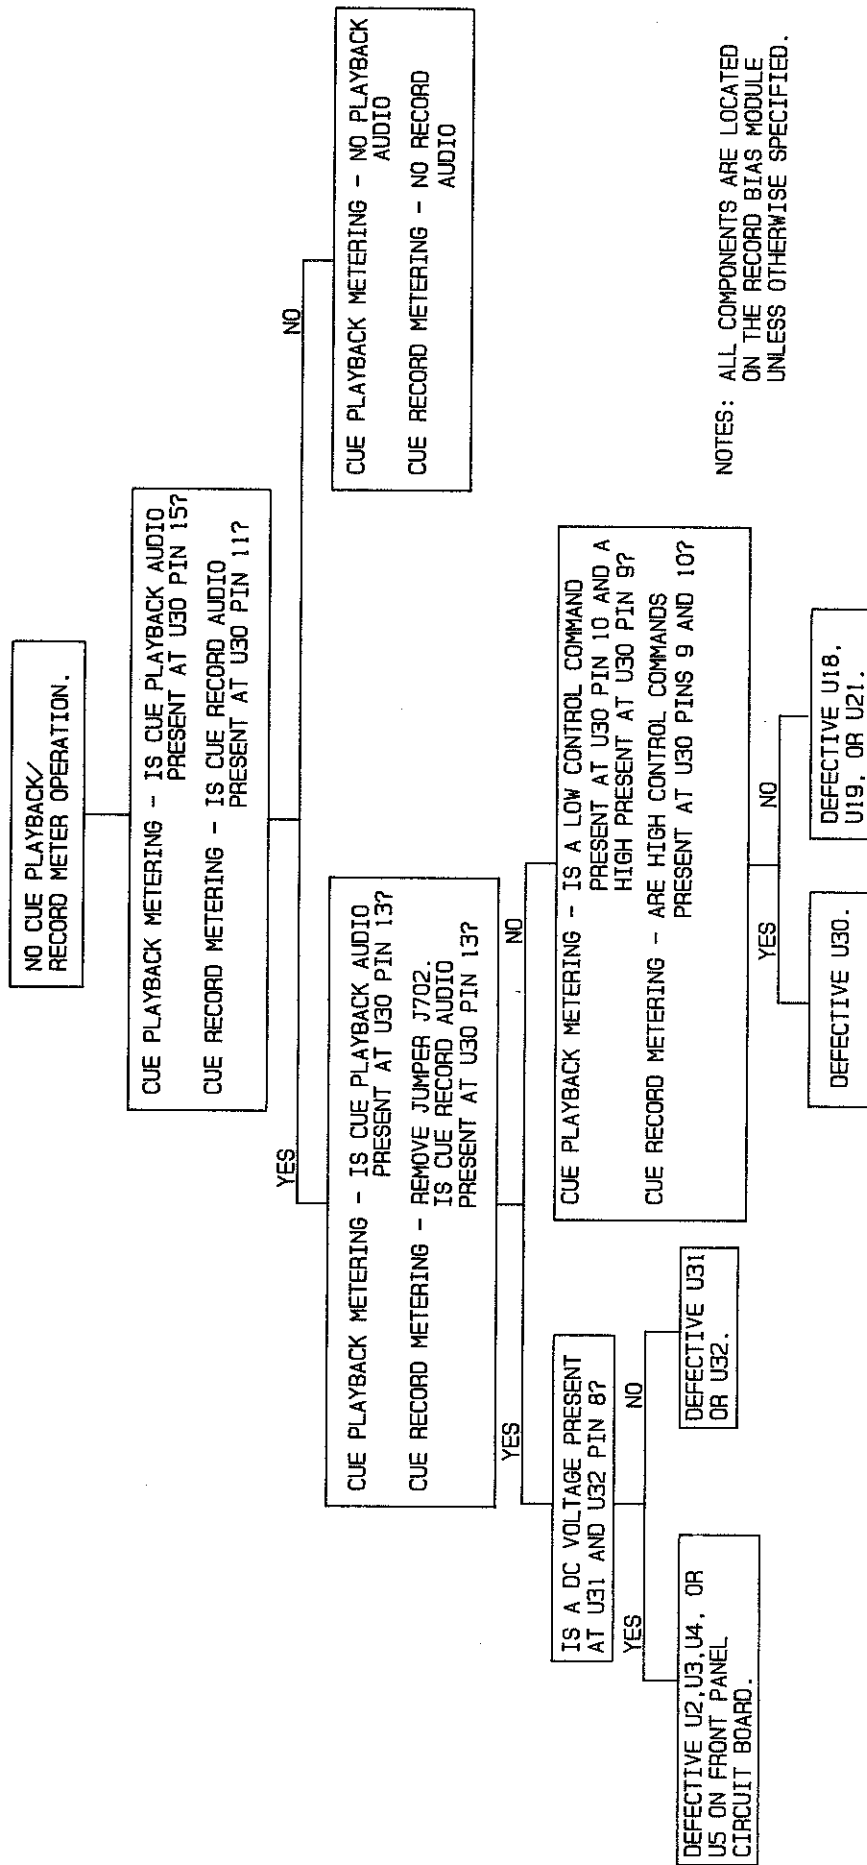 NO CUE PLAYBACK/
RECORD METER OPERATION.
CUE PLAYBACK METERING - IS CUE PLAYBACK AUDIO
PRESENT AT U30 PIN 15?
CUE RECORD METERING - IS CUE RECORD AUDIO
PRESENT AT U30 PIN 11?
YES
NO
CUE PLAYBACK METERING - IS CUE PLAYBACK AUDIO
PRESENT AT U30 PIN 13?
CUE RECORD METERING - REMOVE JUMPER J702.
IS CUE RECORD AUDIO
PRESENT AT U30 PIN 13?
CUE PLAYBACK METERING - NO PLAYBACK
AUDIO
CUE RECORD METERING - NO RECORD
AUDIO
YES
NO
IS A DC VOLTAGE PRESENT
AT U31 AND U32 PIN 8?
CUE PLAYBACK METERING - IS A LOW CONTROL COMMAND
PRESENT AT U30 PIN 10 AND A
HIGH PRESENT AT U30 PIN 9?
CUE RECORD METERING - ARE HIGH CONTROL COMMANDS
PRESENT AT U30 PINS 9 AND 10?
YES
NO
DEFECTIVE U2,U3,U4, OR
U5 ON FRONT PANEL
CIRCUIT BOARD.
DEFECTIVE U31
OR U32.
YES
NO
DEFECTIVE U30.
DEFECTIVE U18,
U19, OR U21.
NOTES: ALL COMPONENTS ARE LOCATED
ON THE RECORD BIAS MODULE
UNLESS OTHERWISE SPECIFIED.